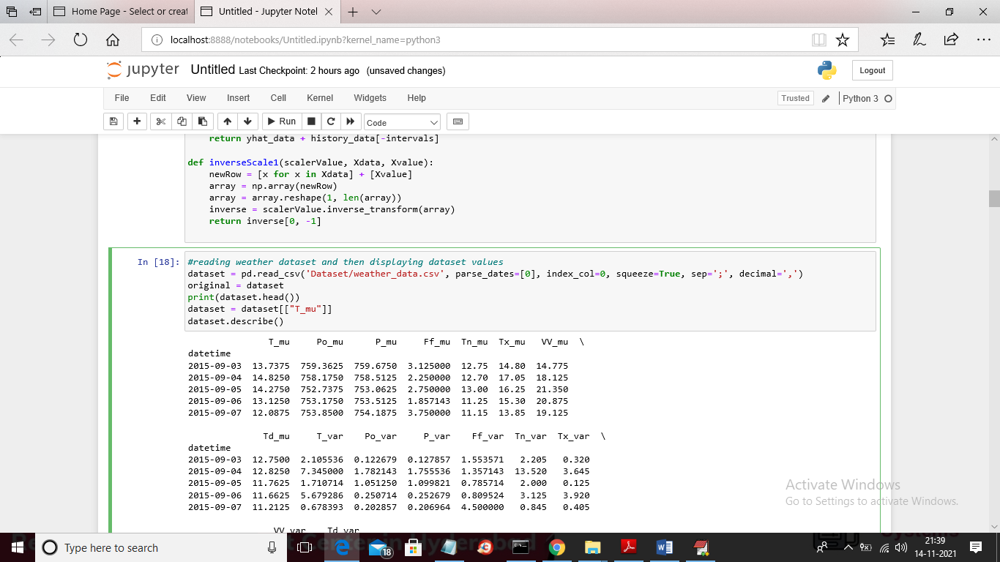 Home Page - Select or creat
Untitled - Jupyter Notel
localhost:8888/notebooks/Untitled.ipynb?kernel_name=python3
jupyter Untitled Last Checkpoint: 2 hours ago (unsaved changes)
Logout
File Edit View Insert Cell Kernel Widgets Help
Trusted
Python 3
Run
Code
    return yhat_data + history_data[-intervals]
def inverseScale1(scalerValue, Xdata, Xvalue):
    newRow = [x for x in Xdata] + [Xvalue]
    array = np.array(newRow)
    array = array.reshape(1, len(array))
    inverse = scalerValue.inverse_transform(array)
    return inverse[0, -1]
In [18]: #reading weather dataset and then displaying dataset values
dataset = pd.read_csv('Dataset/weather_data.csv', parse_dates=[0], index_col=0, squeeze=True, sep=';', decimal=',')
original = dataset
print(dataset.head())
dataset = dataset[["T_mu"]]
dataset.describe()
T_mu Po_mu P_mu Ff_mu Tn_mu Tx_mu VV_mu \
datetime
2015-09-03 13.7375 759.3625 759.6750 3.125000 12.75 14.80 14.775
2015-09-04 14.8250 758.1750 758.5125 2.250000 12.70 17.05 18.125
2015-09-05 14.2750 752.7375 753.0625 2.750000 13.00 16.25 21.350
2015-09-06 13.1250 753.1750 753.5125 1.857143 11.25 15.30 20.875
2015-09-07 12.0875 753.8500 754.1875 3.750000 11.15 13.85 19.125
Td_mu T_var Po_var P_var Ff_var Tn_var Tx_var \
datetime
2015-09-03 12.7500 2.105536 0.122679 0.127857 1.553571 2.205 0.320
2015-09-04 12.8250 7.345000 1.782143 1.755536 1.357143 13.520 3.645
2015-09-05 11.7625 1.710714 1.051250 1.099821 0.785714 2.000 0.125
2015-09-06 11.6625 5.679286 0.250714 0.252679 0.809524 3.125 3.920
2015-09-07 11.2125 0.678393 0.202857 0.206964 4.500000 0.845 0.405
VV_var Td_var
Activate Windows
Go to Settings to activate Windows.
Type here to search
18
21:39
14-11-2021